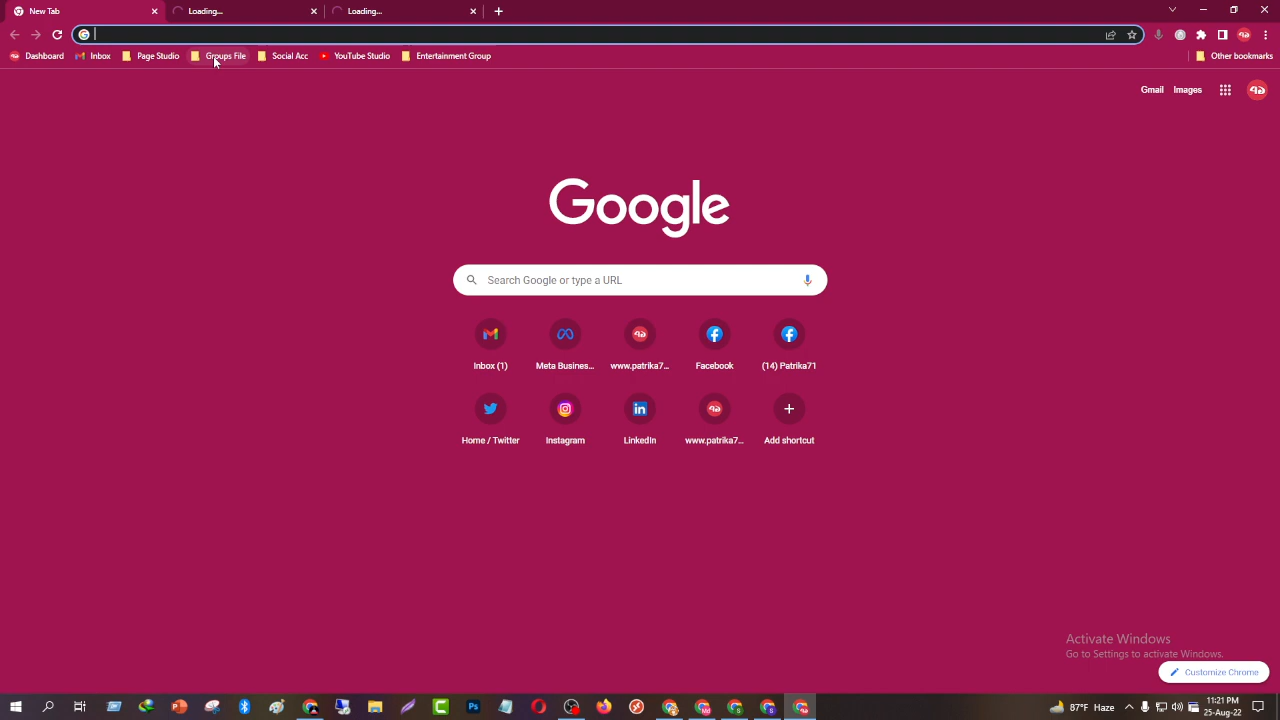 New Tab
Loading...
Loading...
Dashboard
Inbox
Page Studio
Groups File
Social Acc
YouTube Studio
Entertainment Group
Other bookmarks
Gmail
Images
Google
Search Google or type a URL
Inbox (1)
Meta Busines...
www.patrika7...
Facebook
(14) Patrika71
Home / Twitter
Instagram
LinkedIn
www.patrika7...
Add shortcut
Activate Windows
Go to Settings to activate Windows.
Customize Chrome
87°F Haze
11:21 PM
25-Aug-22